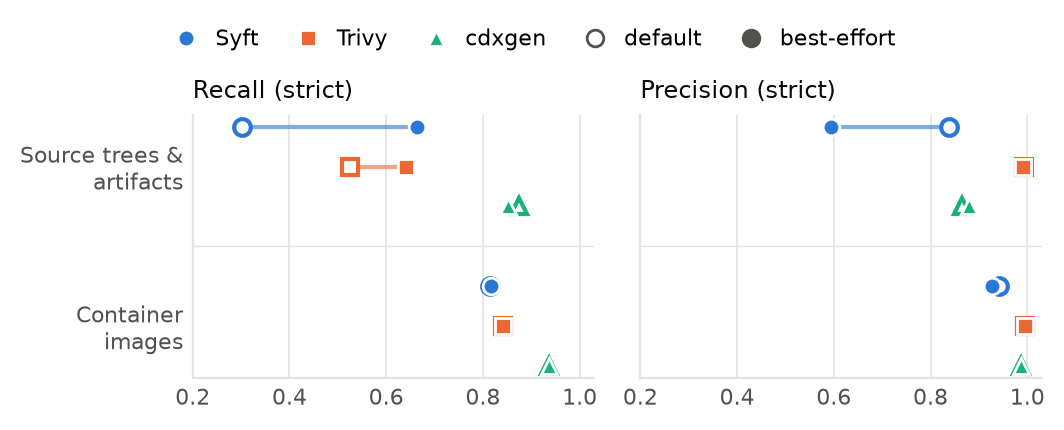 Syft Trivy cdxgen default best-effort
Recall (strict) Precision (strict)
Source trees &
artifacts
Container
images
0.2 0.4 0.6 0.8 1.0 0.2 0.4 0.6 0.8 1.0